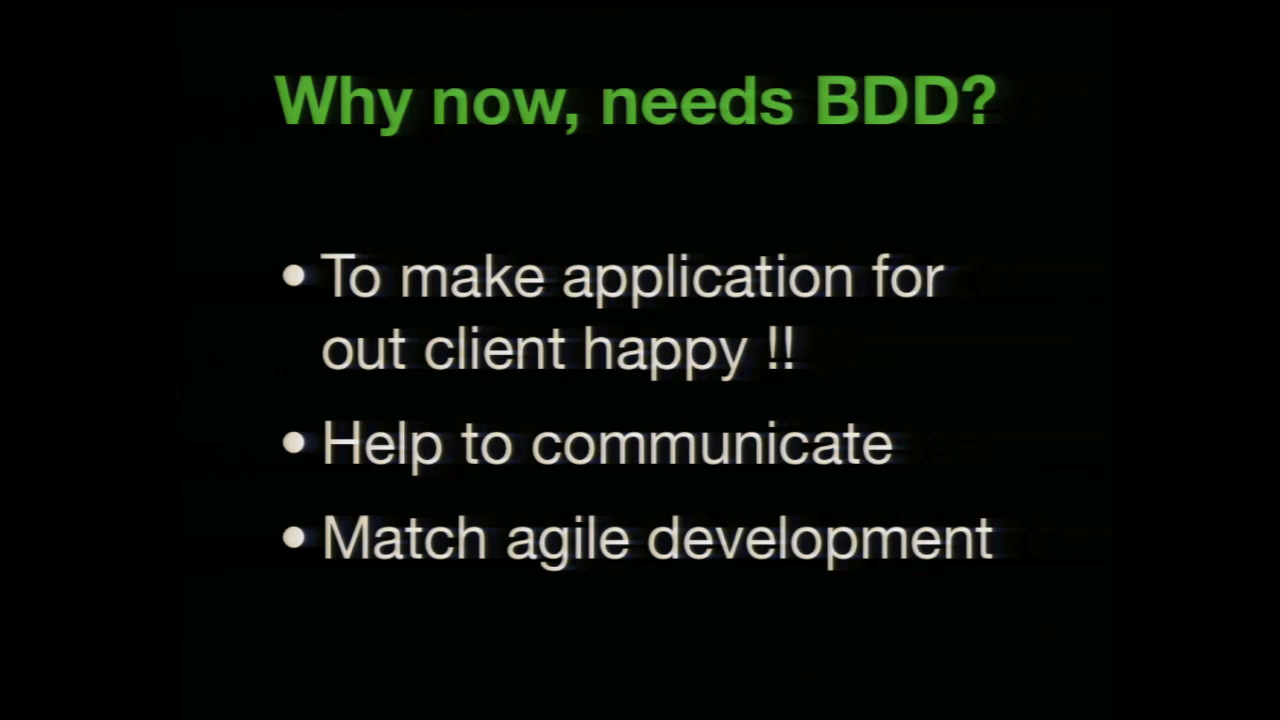 Why now, needs BDD?
• To make application for
out client happy !!
• Help to communicate
• Match agile development